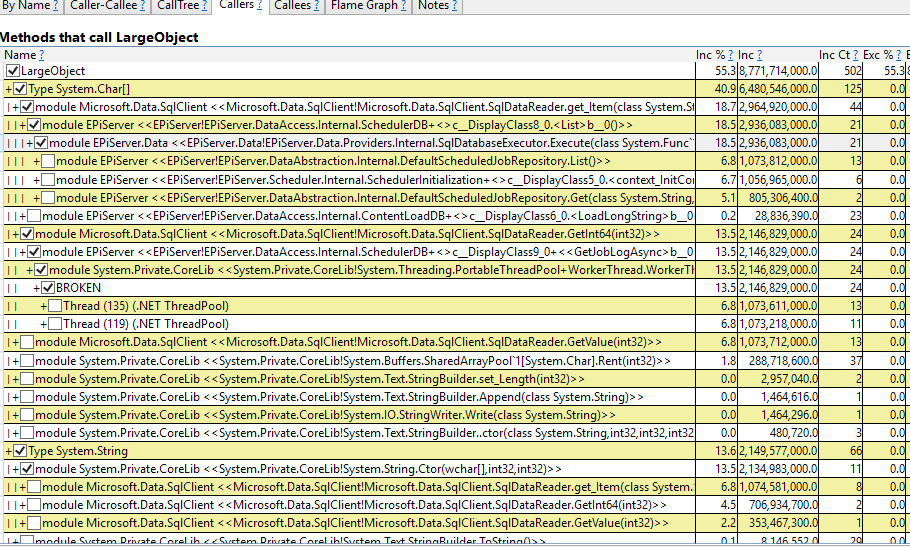 By Name ? Caller-Callee ? CallTree ? Callers ? Callees ? Flame Graph ? Notes ?
Methods that call LargeObject
Name ? Inc % ? Inc ? Inc Ct ? Exc % ? E
LargeObject 55.3 8,771,714,000.0 502 55.3
+ Type System.Char[] 40.9 6,480,546,000.0 125 0.0
|+ module Microsoft.Data.SqlClient <<Microsoft.Data.SqlClient!Microsoft.Data.SqlClient.SqlDataReader.get_Item(class System.St 18.7 2,964,920,000.0 44 0.0
||+ module EPiServer <<EPiServer!EPiServer.DataAccess.Internal.SchedulerDB+<>c__DisplayClass8_0.<List>b__0()>> 18.5 2,936,083,000.0 21 0.0
|||+ module EPiServer.Data <<EPiServer.Data!EPiServer.Data.Providers.Internal.SqlDatabaseExecutor.Execute(class System.Func` 18.5 2,936,083,000.0 21 0.0
||| + module EPiServer <<EPiServer!EPiServer.DataAbstraction.Internal.DefaultScheduledJobRepository.List()>> 6.8 1,073,812,000.0 13 0.0
||| + module EPiServer <<EPiServer!EPiServer.Scheduler.Internal.SchedulerInitialization+<>c__DisplayClass5_0.<context_InitCor 6.7 1,056,965,000.0 6 0.0
||| + module EPiServer <<EPiServer!EPiServer.DataAbstraction.Internal.DefaultScheduledJobRepository.Get(class System.String, 5.1 805,306,400.0 2 0.0
||+ module EPiServer <<EPiServer!EPiServer.DataAccess.Internal.ContentLoadDB+<>c__DisplayClass6_0.<LoadLongString>b__0 0.2 28,836,390.0 23 0.0
|+ module Microsoft.Data.SqlClient <<Microsoft.Data.SqlClient!Microsoft.Data.SqlClient.SqlDataReader.GetInt64(int32)>> 13.5 2,146,829,000.0 24 0.0
||+ module EPiServer <<EPiServer!EPiServer.DataAccess.Internal.SchedulerDB+<>c__DisplayClass9_0+<<GetJobLogAsync>b__0 13.5 2,146,829,000.0 24 0.0
|| + module System.Private.CoreLib <<System.Private.CoreLib!System.Threading.PortableThreadPool+WorkerThread.WorkerTh 13.5 2,146,829,000.0 24 0.0
|| + BROKEN 13.5 2,146,829,000.0 24 0.0
|| + Thread (135) (.NET ThreadPool) 6.8 1,073,611,000.0 13 0.0
|| + Thread (119) (.NET ThreadPool) 6.8 1,073,218,000.0 11 0.0
|+ module Microsoft.Data.SqlClient <<Microsoft.Data.SqlClient!Microsoft.Data.SqlClient.SqlDataReader.GetValue(int32)>> 6.8 1,073,712,000.0 13 0.0
|+ module System.Private.CoreLib <<System.Private.CoreLib!System.Buffers.SharedArrayPool`1[System.Char].Rent(int32)>> 1.8 288,718,600.0 37 0.0
|+ module System.Private.CoreLib <<System.Private.CoreLib!System.Text.StringBuilder.set_Length(int32)>> 0.0 2,957,040.0 2 0.0
|+ module System.Private.CoreLib <<System.Private.CoreLib!System.Text.StringBuilder.Append(class System.String)>> 0.0 1,464,616.0 1 0.0
|+ module System.Private.CoreLib <<System.Private.CoreLib!System.IO.StringWriter.Write(class System.String)>> 0.0 1,464,296.0 1 0.0
|+ module System.Private.CoreLib <<System.Private.CoreLib!System.Text.StringBuilder..ctor(class System.String,int32,int32,int32 0.0 480,720.0 3 0.0
+ Type System.String 13.6 2,149,577,000.0 66 0.0
|+ module System.Private.CoreLib <<System.Private.CoreLib!System.String.Ctor(wchar[],int32,int32)>> 13.5 2,134,983,000.0 11 0.0
||+ module Microsoft.Data.SqlClient <<Microsoft.Data.SqlClient!Microsoft.Data.SqlClient.SqlDataReader.get_Item(class System. 6.8 1,074,581,000.0 8 0.0
||+ module Microsoft.Data.SqlClient <<Microsoft.Data.SqlClient!Microsoft.Data.SqlClient.SqlDataReader.GetInt64(int32)>> 4.5 706,934,700.0 2 0.0
||+ module Microsoft.Data.SqlClient <<Microsoft.Data.SqlClient!Microsoft.Data.SqlClient.SqlDataReader.GetValue(int32)>> 2.2 353,467,300.0 1 0.0
|+ module System.Private.CoreLib <<System.Private.CoreLib!System.Text.StringBuilder.ToString()>> 0.1 8,146,552.0 29 0.0